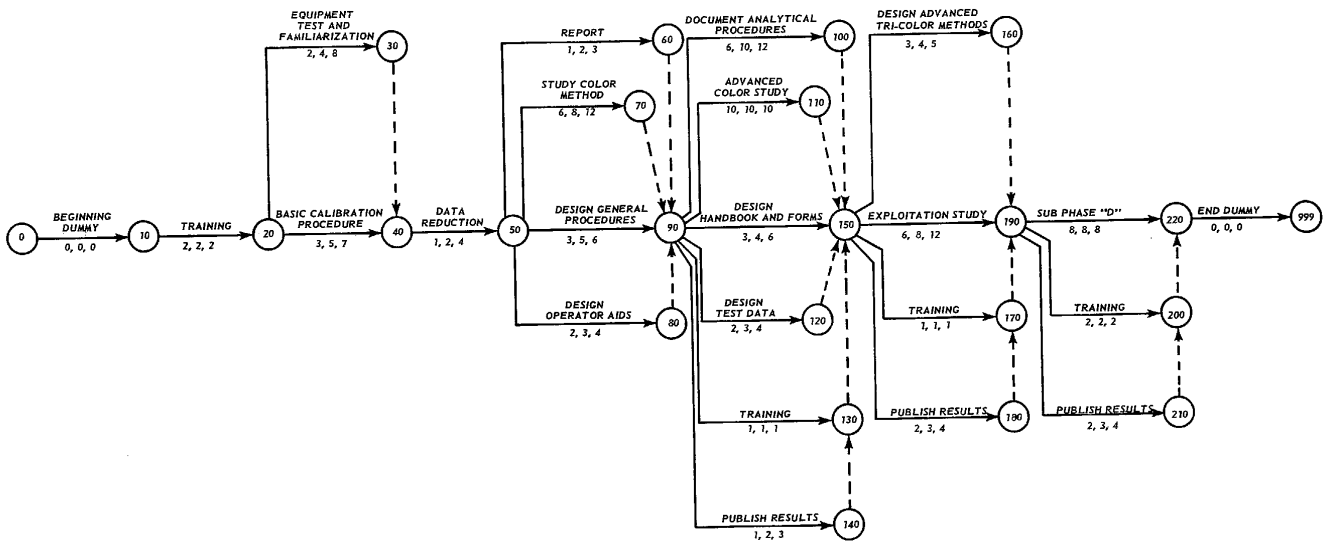 EQUIPMENT
TEST AND
FAMILIARIZATION
2, 4, 8
30
REPORT
1, 2, 3
60
DOCUMENT ANALYTICAL
PROCEDURES
6, 10, 12
100
DESIGN ADVANCED
TRI-COLOR METHODS
3, 4, 5
160
STUDY COLOR
METHOD
6, 8, 12
70
ADVANCED
COLOR STUDY
10, 10, 10
110
0
BEGINNING
DUMMY
0, 0, 0
10
TRAINING
2, 2, 2
20
BASIC CALIBRATION
PROCEDURE
3, 5, 7
40
DATA
REDUCTION
1, 2, 4
50
DESIGN GENERAL
PROCEDURES
3, 5, 6
90
DESIGN
HANDBOOK AND FORMS
3, 4, 6
150
EXPLOITATION STUDY
6, 8, 12
190
SUB PHASE "D"
8, 8, 8
220
END DUMMY
0, 0, 0
999
DESIGN
OPERATOR AIDS
2, 3, 4
80
DESIGN
TEST DATA
2, 3, 4
120
TRAINING
1, 1, 1
170
TRAINING
2, 2, 2
200
TRAINING
1, 1, 1
130
PUBLISH RESULTS
2, 3, 4
180
PUBLISH RESULTS
2, 3, 4
210
PUBLISH RESULTS
1, 2, 3
140